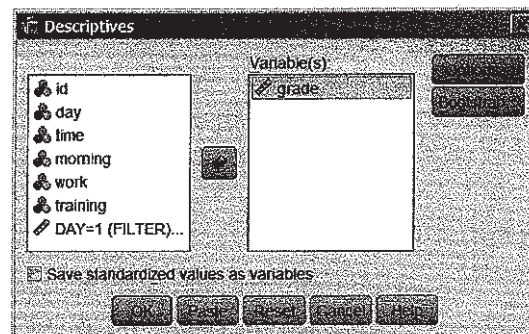 Descriptives
Variable(s)
id
day
time
morning
work
training
DAY=1 (FILTER)...
grade
Save standardized values as variables
OK Paste Reset Cancel Help